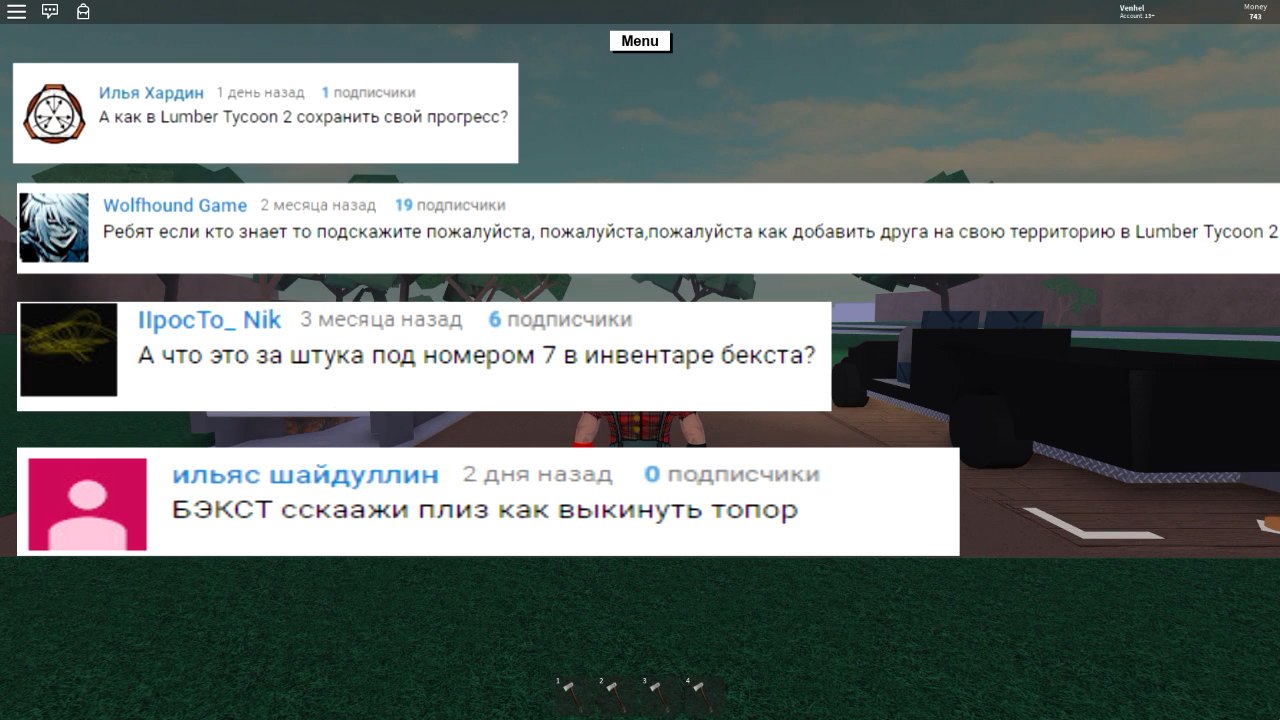 Venhel
Account: 13+
Money
743
Menu
Илья Хардин 1 день назад 1 подписчики
А как в Lumber Tycoon 2 сохранить свой прогресс?
Wolfhound Game 2 месяца назад 19 подписчики
Ребят если кто знает то подскажите пожалуйста, пожалуйста,пожалуйста как добавить друга на свою территорию в Lumber Tycoon 2
IIpocTo_ Nik 3 месяца назад 6 подписчики
А что это за штука под номером 7 в инвентаре бекста?
ильяс шайдуллин 2 дня назад 0 подписчики
БЭКСТ сскаажи плиз как выкинуть топор
1 2 3 4